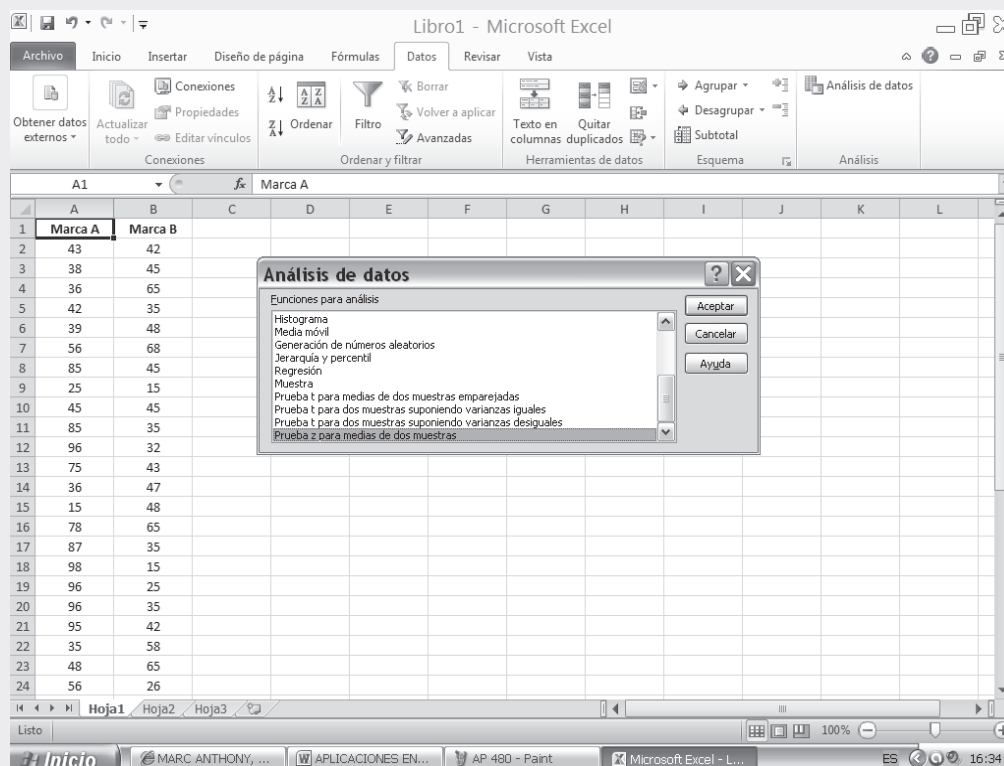 Libro1 - Microsoft Excel
Archivo Inicio Insertar Diseño de página Fórmulas Datos Revisar Vista
Obtener datos externos
Actualizar todo
Conexiones
Propiedades
Editar vínculos
Conexiones
Ordenar
Filtro
Borrar
Volver a aplicar
Avanzadas
Ordenar y filtrar
Texto en columnas
Quitar duplicados
Herramientas de datos
Agrupar
Desagrupar
Subtotal
Esquema
Análisis de datos
Análisis
A1 fx Marca A
A B C D E F G H I J K L
1 Marca A Marca B
2 43 42
3 38 45
4 36 65
5 42 35
6 39 48
7 56 68
8 85 45
9 25 15
10 45 45
11 85 35
12 96 32
13 75 43
14 36 47
15 15 48
16 78 65
17 87 35
18 98 15
19 96 25
20 96 35
21 95 42
22 35 58
23 48 65
24 56 26
Análisis de datos
Funciones para análisis
Histograma
Media móvil
Generación de números aleatorios
Jerarquía y percentil
Regresión
Muestra
Prueba t para medias de dos muestras emparejadas
Prueba t para dos muestras suponiendo varianzas iguales
Prueba t para dos muestras suponiendo varianzas desiguales
Prueba z para medias de dos muestras
Aceptar
Cancelar
Ayuda
Hoja1 Hoja2 Hoja3
Listo 100%
Inicio MARC ANTHONY, ... APLICACIONES EN... AP 480 - Paint Microsoft Excel - L... ES 16:34